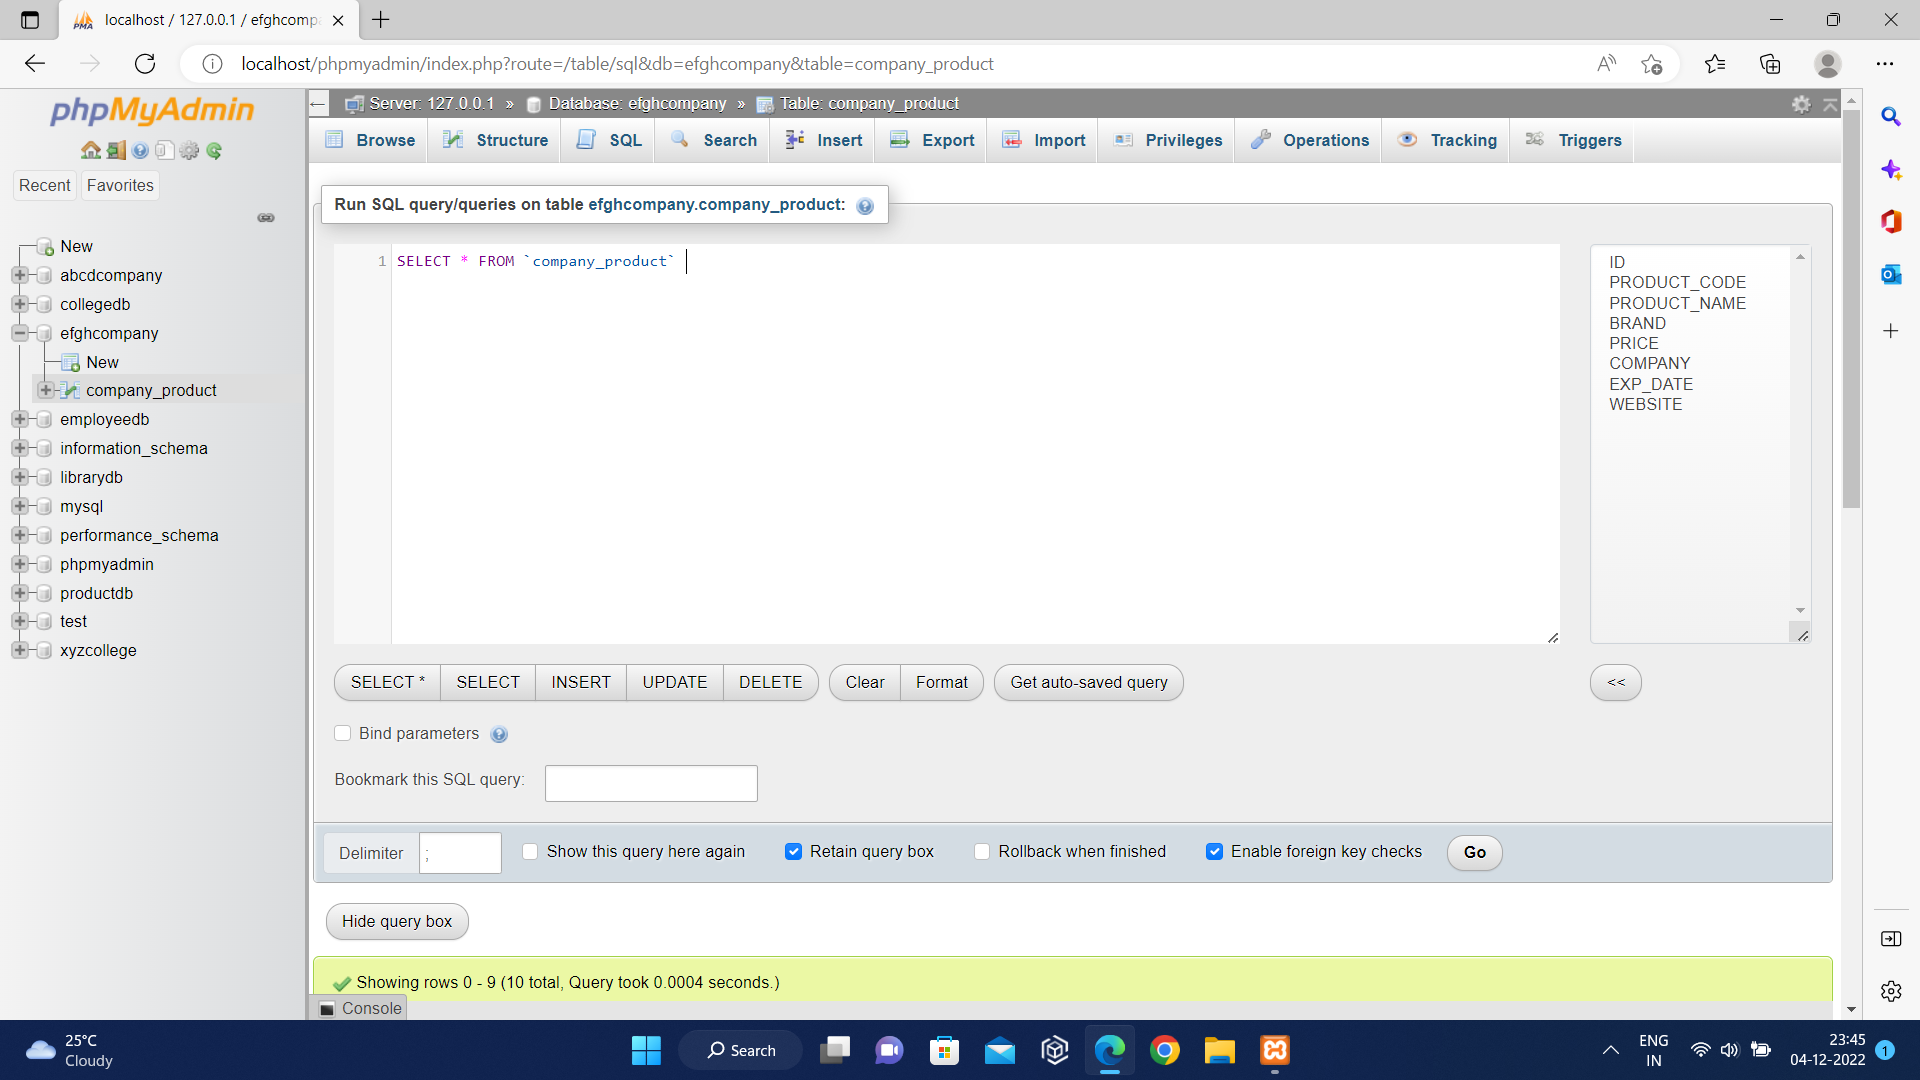 localhost / 127.0.0.1 / efghcomp
localhost/phpmyadmin/index.php?route=/table/sql&db=efghcompany&table=company_product
phpMyAdmin
Recent Favorites
New
abcdcompany
collegedb
efghcompany
New
company_product
employeedb
information_schema
librarydb
mysql
performance_schema
phpmyadmin
productdb
test
xyzcollege
Server: 127.0.0.1 » Database: efghcompany » Table: company_product
Browse Structure SQL Search Insert Export Import Privileges Operations Tracking Triggers
Run SQL query/queries on table efghcompany.company_product:
1 SELECT * FROM `company_product`
ID
PRODUCT_CODE
PRODUCT_NAME
BRAND
PRICE
COMPANY
EXP_DATE
WEBSITE
SELECT * SELECT INSERT UPDATE DELETE Clear Format Get auto-saved query <<
Bind parameters
Bookmark this SQL query:
Delimiter ; Show this query here again Retain query box Rollback when finished Enable foreign key checks Go
Hide query box
Showing rows 0 - 9 (10 total, Query took 0.0004 seconds.)
Console
25°C
Cloudy
Search
ENG
IN
23:45
04-12-2022
1